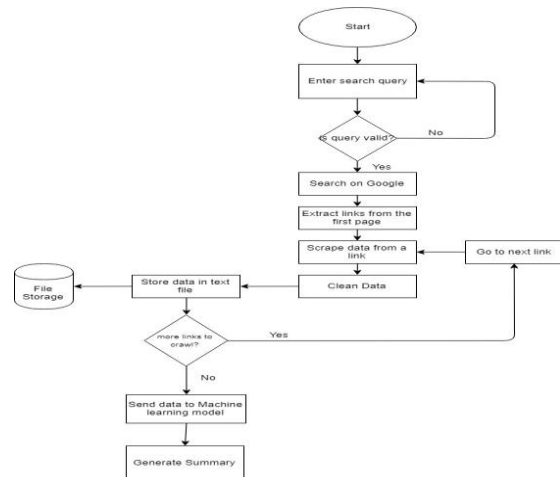 Start
Enter search query
is query valid?
No
Yes
Search on Google
Extract links from the
first page
Scrape data from a
link
Go to next link
Clean Data
Store data in text
file
File
Storage
more links to
crawl?
Yes
No
Send data to Machine
learning model
Generate Summary